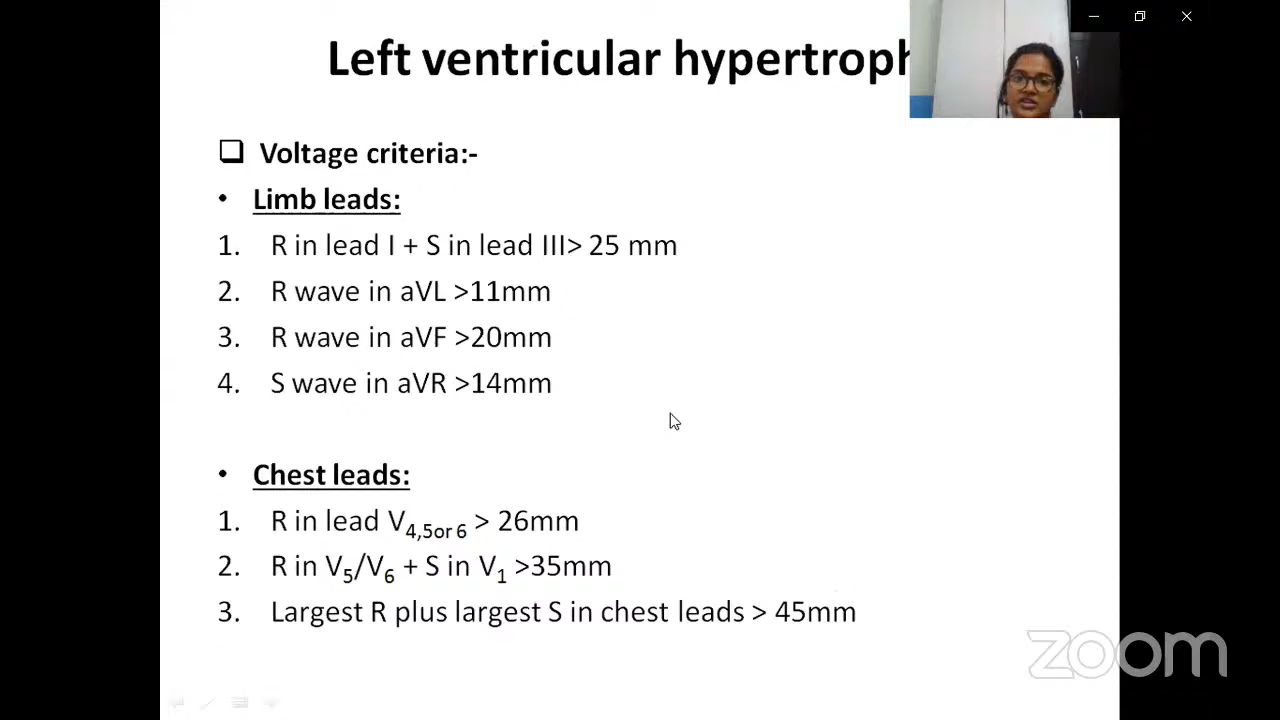 Left ventricular hypertroph
❑ Voltage criteria:-
• Limb leads:
1. R in lead I + S in lead III> 25 mm
2. R wave in aVL >11mm
3. R wave in aVF >20mm
4. S wave in aVR >14mm
• Chest leads:
1. R in lead V4,5or 6 > 26mm
2. R in V5/V6 + S in V1 >35mm
3. Largest R plus largest S in chest leads > 45mm
zoom